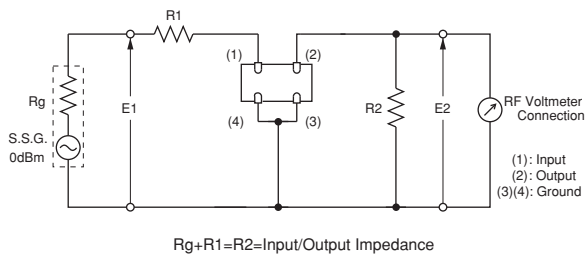 R1
(1)
(2)
Rg
E1
R2
E2
RF Voltmeter
Connection
S.S.G.
0dBm
(4)
(3)
(1): Input
(2): Output
(3)(4): Ground
Rg+R1=R2=Input/Output Impedance